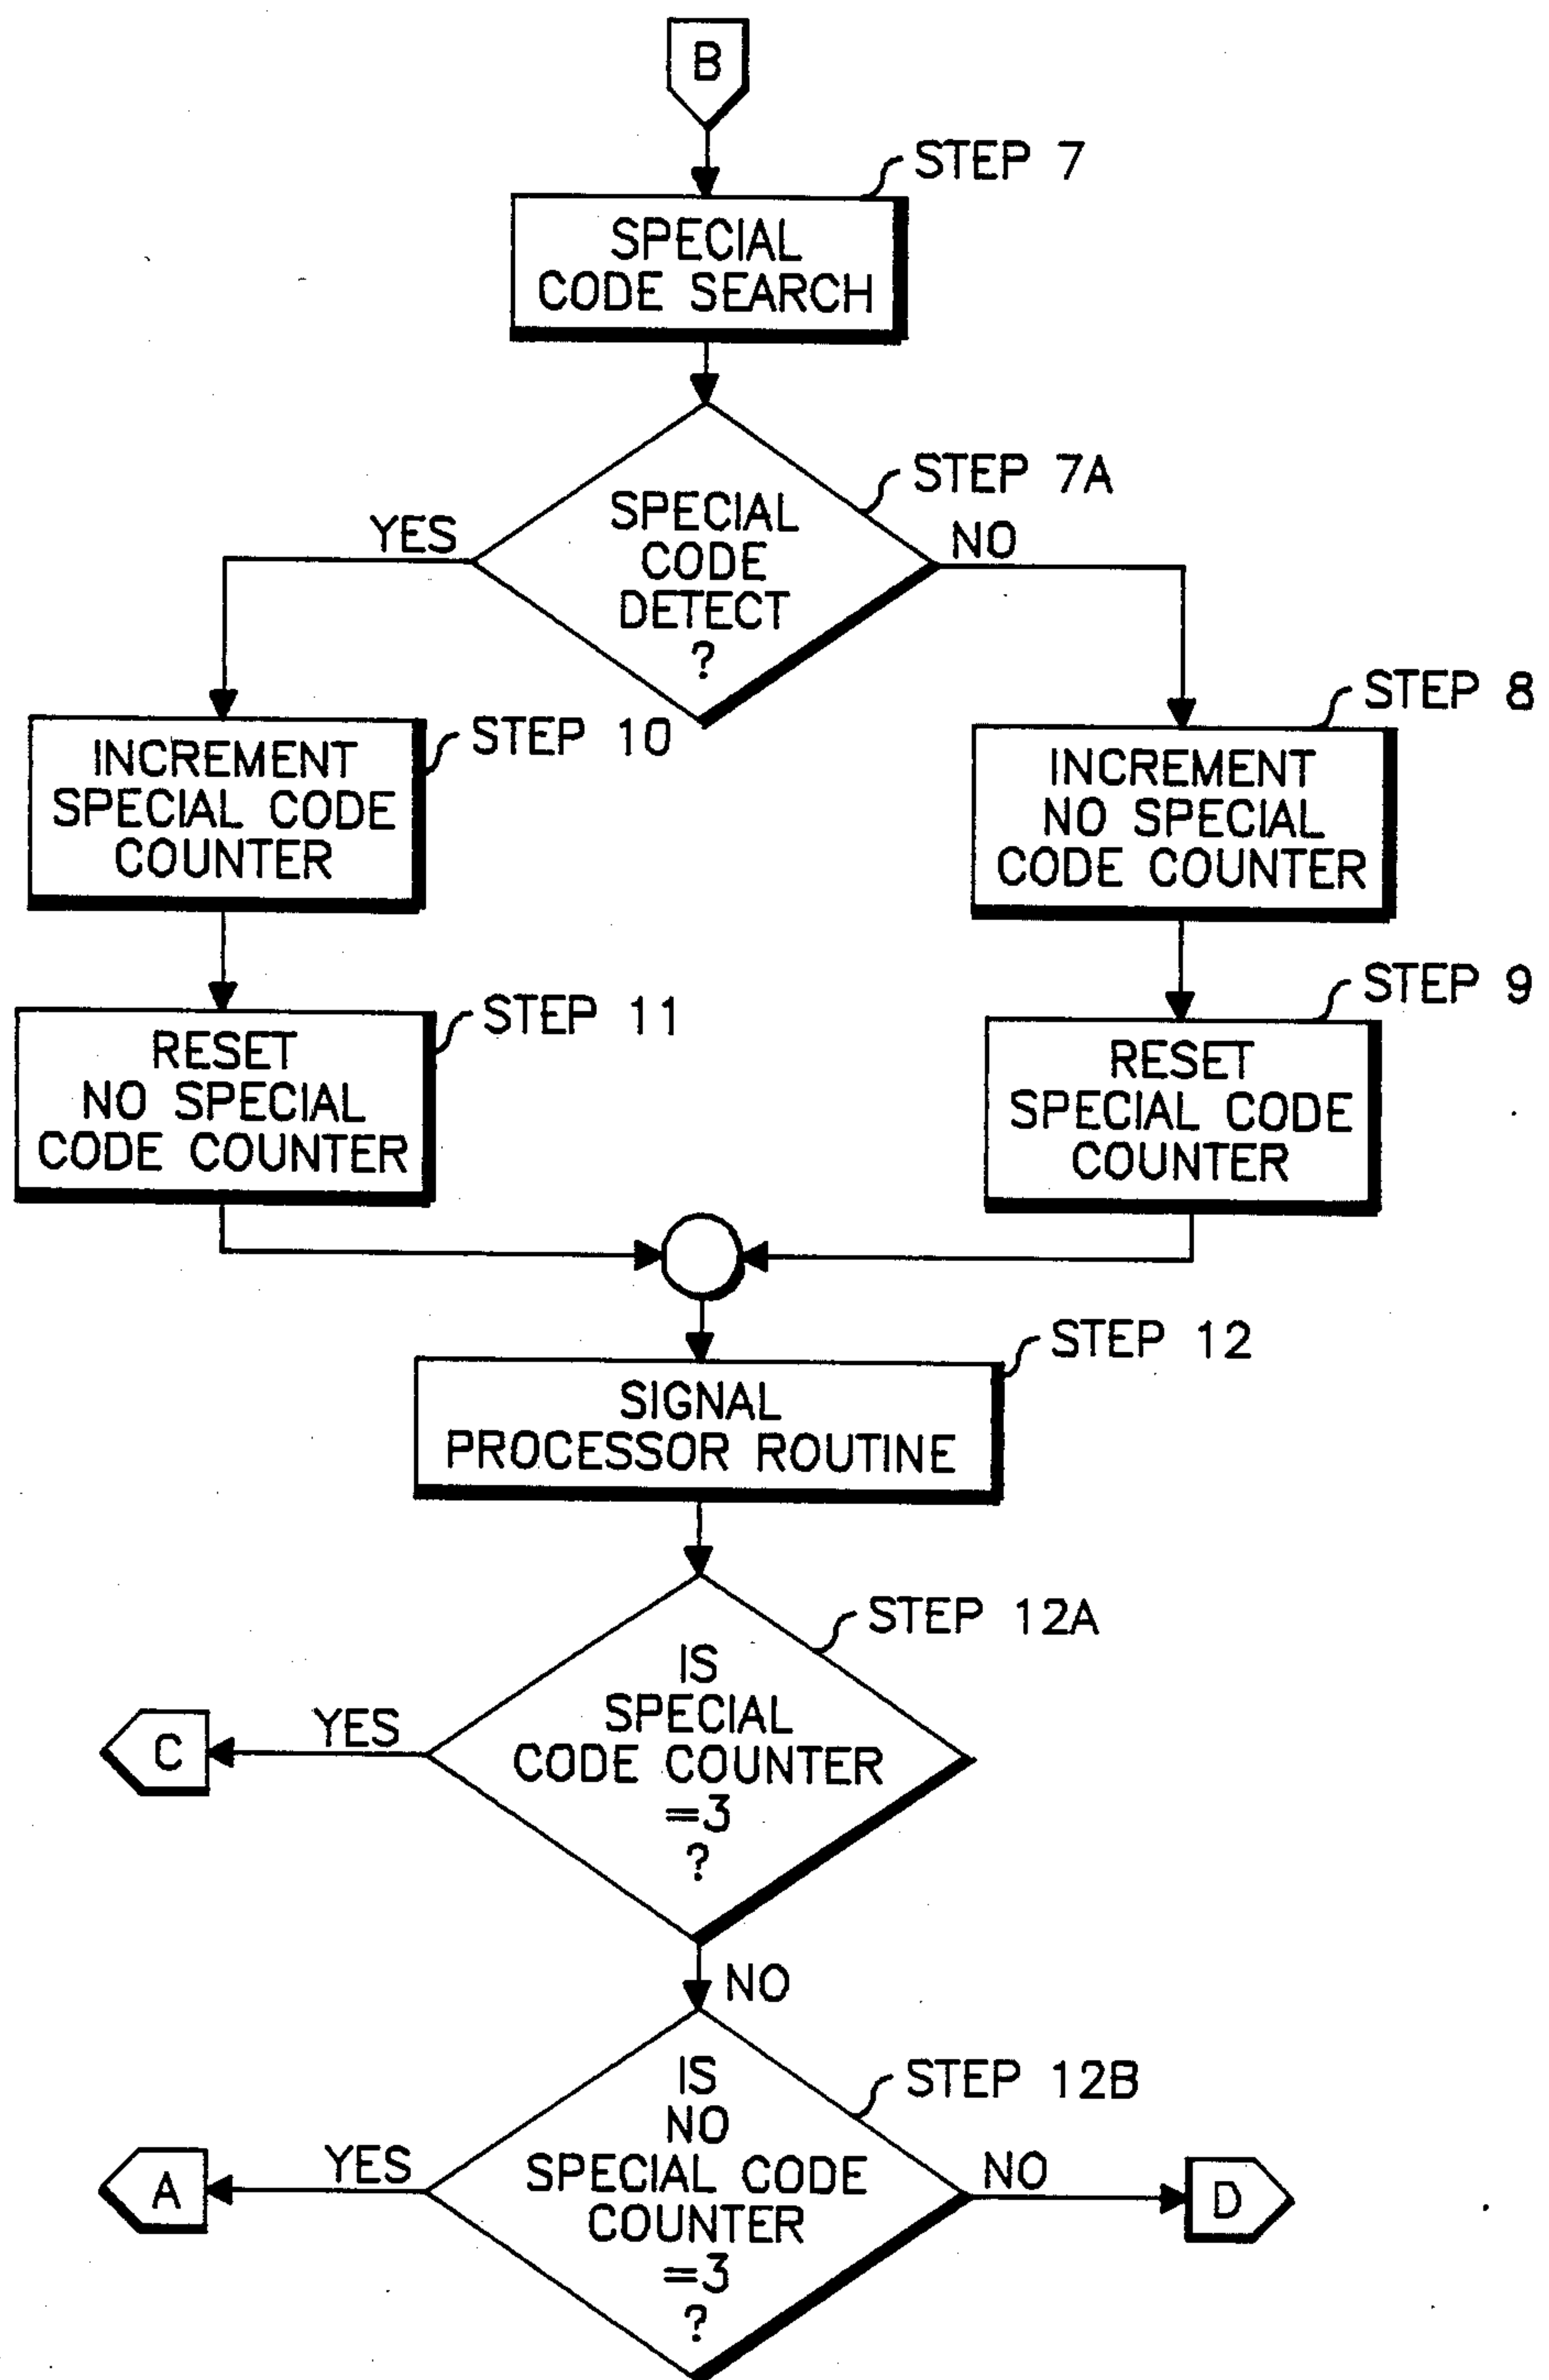 B
STEP 7
SPECIAL
CODE SEARCH
STEP 7A
SPECIAL
CODE
DETECT
?
YES
NO
STEP 10
INCREMENT
SPECIAL CODE
COUNTER
STEP 8
INCREMENT
NO SPECIAL
CODE COUNTER
STEP 11
RESET
NO SPECIAL
CODE COUNTER
STEP 9
RESET
SPECIAL CODE
COUNTER
STEP 12
SIGNAL
PROCESSOR ROUTINE
STEP 12A
IS
SPECIAL
CODE COUNTER
=3
?
YES
C
NO
STEP 12B
IS
NO
SPECIAL CODE
COUNTER
=3
?
YES
A
NO
D